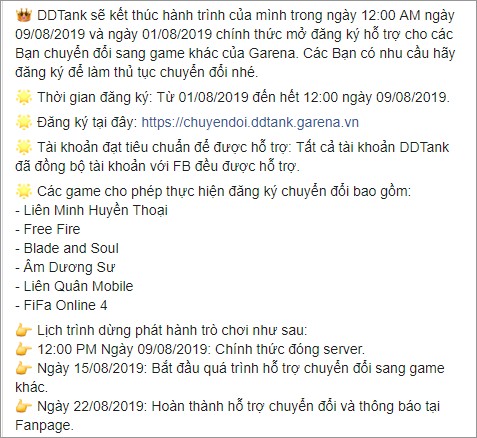 👑 DDTank sẽ kết thúc hành trình của mình trong ngày 12:00 AM ngày
09/08/2019 và ngày 01/08/2019 chính thức mở đăng ký hỗ trợ cho các
Bạn chuyển đổi sang game khác của Garena. Các Bạn có nhu cầu hãy
đăng ký để làm thủ tục chuyển đổi nhé.
🌟 Thời gian đăng ký: Từ 01/08/2019 đến hết 12:00 ngày 09/08/2019.
🌟 Đăng ký tại đây: https://chuyendoi.ddtank.garena.vn
🌟 Tài khoản đạt tiêu chuẩn để được hỗ trợ: Tất cả tài khoản DDTank
đã đồng bộ tài khoản với FB đều được hỗ trợ.
🌟 Các game cho phép thực hiện đăng ký chuyển đổi bao gồm:
- Liên Minh Huyền Thoại
- Free Fire
- Blade and Soul
- Âm Dương Sư
- Liên Quân Mobile
- FiFa Online 4
👉 Lịch trình dừng phát hành trò chơi như sau:
👉 12:00 PM Ngày 09/08/2019: Chính thức đóng server.
👉 Ngày 15/08/2019: Bắt đầu quá trình hỗ trợ chuyển đổi sang game
khác.
👉 Ngày 22/08/2019: Hoàn thành hỗ trợ chuyển đổi và thông báo tại
Fanpage.